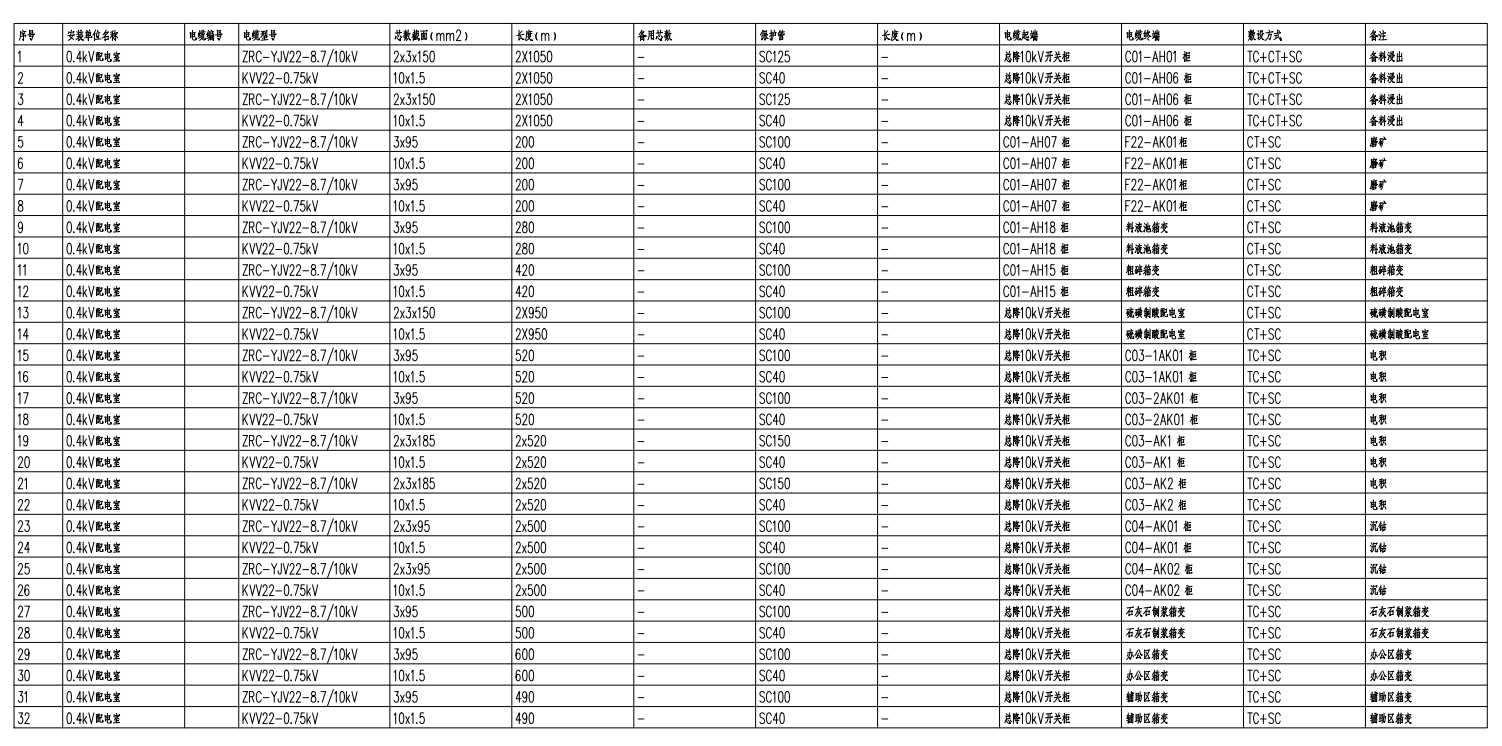 序号 安装单位名称 电缆编号 电缆型号 芯数截面(mm2) 长度(m) 备用芯数 保护管 长度(m) 电缆起端 电缆终端 敷设方式 备注
1 0.4kV配电室 ZRC-YJV22-8.7/10kV 2x3x150 2X1050 - SC125 - 总降10kV开关柜 C01-AH01 柜 TC+CT+SC 备料浸出
2 0.4kV配电室 KVV22-0.75kV 10x1.5 2X1050 - SC40 - 总降10kV开关柜 C01-AH06 柜 TC+CT+SC 备料浸出
3 0.4kV配电室 ZRC-YJV22-8.7/10kV 2x3x150 2X1050 - SC125 - 总降10kV开关柜 C01-AH06 柜 TC+CT+SC 备料浸出
4 0.4kV配电室 KVV22-0.75kV 10x1.5 2X1050 - SC40 - 总降10kV开关柜 C01-AH06 柜 TC+CT+SC 备料浸出
5 0.4kV配电室 ZRC-YJV22-8.7/10kV 3x95 200 - SC100 - C01-AH07 柜 F22-AK01柜 CT+SC 磨矿
6 0.4kV配电室 KVV22-0.75kV 10x1.5 200 - SC40 - C01-AH07 柜 F22-AK01柜 CT+SC 磨矿
7 0.4kV配电室 ZRC-YJV22-8.7/10kV 3x95 200 - SC100 - C01-AH07 柜 F22-AK01柜 CT+SC 磨矿
8 0.4kV配电室 KVV22-0.75kV 10x1.5 200 - SC40 - C01-AH07 柜 F22-AK01柜 CT+SC 磨矿
9 0.4kV配电室 ZRC-YJV22-8.7/10kV 3x95 280 - SC100 - C01-AH18 柜 料液池箱变 CT+SC 料液池箱变
10 0.4kV配电室 KVV22-0.75kV 10x1.5 280 - SC40 - C01-AH18 柜 料液池箱变 CT+SC 料液池箱变
11 0.4kV配电室 ZRC-YJV22-8.7/10kV 3x95 420 - SC100 - C01-AH15 柜 粗碎箱变 CT+SC 粗碎箱变
12 0.4kV配电室 KVV22-0.75kV 10x1.5 420 - SC40 - C01-AH15 柜 粗碎箱变 CT+SC 粗碎箱变
13 0.4kV配电室 ZRC-YJV22-8.7/10kV 2x3x150 2X950 - SC100 - 总降10kV开关柜 硫磺制酸配电室 CT+SC 硫磺制酸配电室
14 0.4kV配电室 KVV22-0.75kV 10x1.5 2X950 - SC40 - 总降10kV开关柜 硫磺制酸配电室 CT+SC 硫磺制酸配电室
15 0.4kV配电室 ZRC-YJV22-8.7/10kV 3x95 520 - SC100 - 总降10kV开关柜 C03-1AK01 柜 TC+SC 电积
16 0.4kV配电室 KVV22-0.75kV 10x1.5 520 - SC40 - 总降10kV开关柜 C03-1AK01 柜 TC+SC 电积
17 0.4kV配电室 ZRC-YJV22-8.7/10kV 3x95 520 - SC100 - 总降10kV开关柜 C03-2AK01 柜 TC+SC 电积
18 0.4kV配电室 KVV22-0.75kV 10x1.5 520 - SC40 - 总降10kV开关柜 C03-2AK01 柜 TC+SC 电积
19 0.4kV配电室 ZRC-YJV22-8.7/10kV 2x3x185 2x520 - SC150 - 总降10kV开关柜 C03-AK1 柜 TC+SC 电积
20 0.4kV配电室 KVV22-0.75kV 10x1.5 2x520 - SC40 - 总降10kV开关柜 C03-AK1 柜 TC+SC 电积
21 0.4kV配电室 ZRC-YJV22-8.7/10kV 2x3x185 2x520 - SC150 - 总降10kV开关柜 C03-AK2 柜 TC+SC 电积
22 0.4kV配电室 KVV22-0.75kV 10x1.5 2x520 - SC40 - 总降10kV开关柜 C03-AK2 柜 TC+SC 电积
23 0.4kV配电室 ZRC-YJV22-8.7/10kV 2x3x95 2x500 - SC100 - 总降10kV开关柜 C04-AK01 柜 TC+SC 沉钴
24 0.4kV配电室 KVV22-0.75kV 10x1.5 2x500 - SC40 - 总降10kV开关柜 C04-AK01 柜 TC+SC 沉钴
25 0.4kV配电室 ZRC-YJV22-8.7/10kV 2x3x95 2x500 - SC100 - 总降10kV开关柜 C04-AK02 柜 TC+SC 沉钴
26 0.4kV配电室 KVV22-0.75kV 10x1.5 2x500 - SC40 - 总降10kV开关柜 C04-AK02 柜 TC+SC 沉钴
27 0.4kV配电室 ZRC-YJV22-8.7/10kV 3x95 500 - SC100 - 总降10kV开关柜 石灰石制浆箱变 TC+SC 石灰石制浆箱变
28 0.4kV配电室 KVV22-0.75kV 10x1.5 500 - SC40 - 总降10kV开关柜 石灰石制浆箱变 TC+SC 石灰石制浆箱变
29 0.4kV配电室 ZRC-YJV22-8.7/10kV 3x95 600 - SC100 - 总降10kV开关柜 办公区箱变 TC+SC 办公区箱变
30 0.4kV配电室 KVV22-0.75kV 10x1.5 600 - SC40 - 总降10kV开关柜 办公区箱变 TC+SC 办公区箱变
31 0.4kV配电室 ZRC-YJV22-8.7/10kV 3x95 490 - SC100 - 总降10kV开关柜 辅助区箱变 TC+SC 辅助区箱变
32 0.4kV配电室 KVV22-0.75kV 10x1.5 490 - SC40 - 总降10kV开关柜 辅助区箱变 TC+SC 辅助区箱变